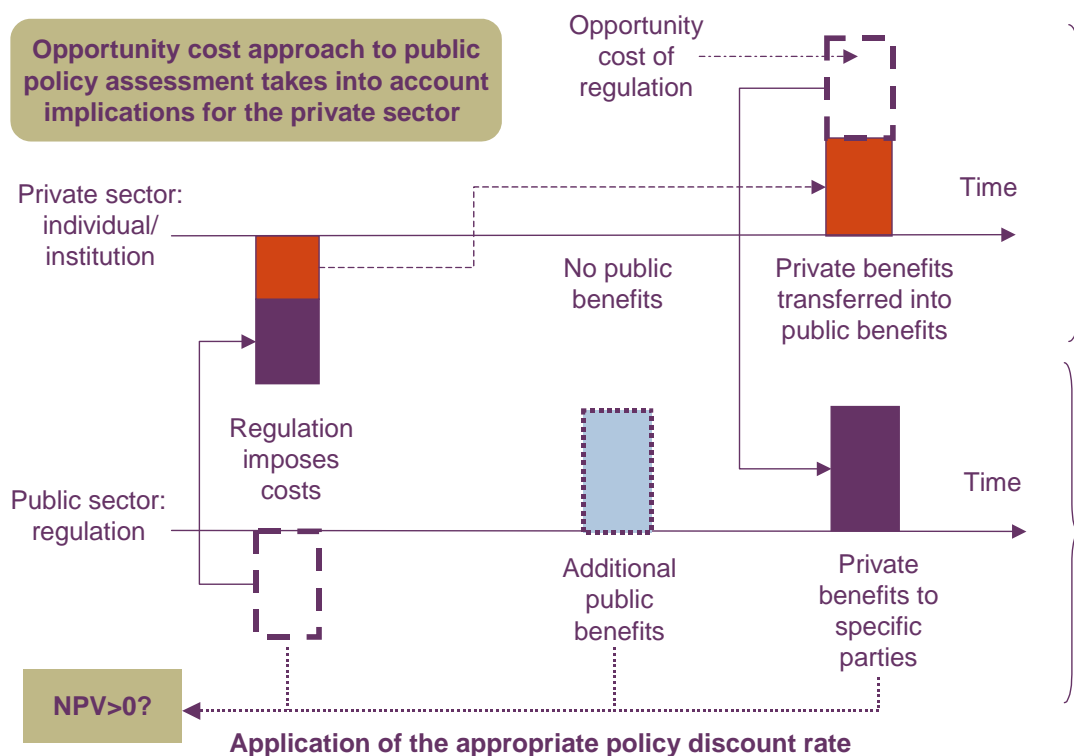 Opportunity cost approach to public
policy assessment takes into account
implications for the private sector
Opportunity
cost of
regulation
Private sector:
individual/
institution
Time
No public
benefits
Private benefits
transferred into
public benefits
Regulation
imposes
costs
Public sector:
regulation
Time
Additional
public
benefits
Private
benefits to
specific
parties
NPV>0?
Application of the appropriate policy discount rate